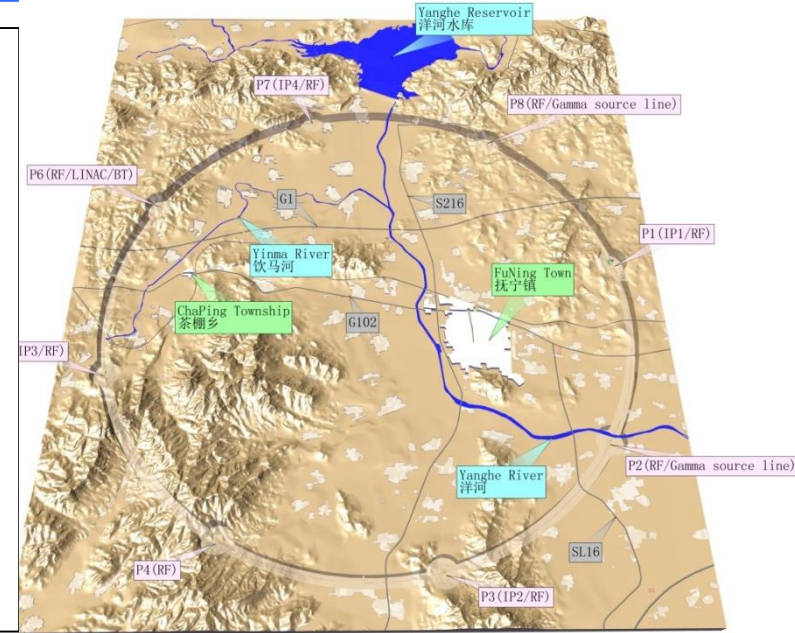 Yanghe Reservoir
洋河水库
P7(IP4/RF)
P8(RF/Gamma source line)
P6(RF/LINAC/BT)
G1
S216
P1(IP1/RF)
Yinma River
饮马河
FuNing Town
抚宁镇
ChaPing Township
茶棚乡
G102
IP3/RF)
Yanghe River
洋河
P2(RF/Gamma source line)
SL16
P4(RF)
P3(IP2/RF)